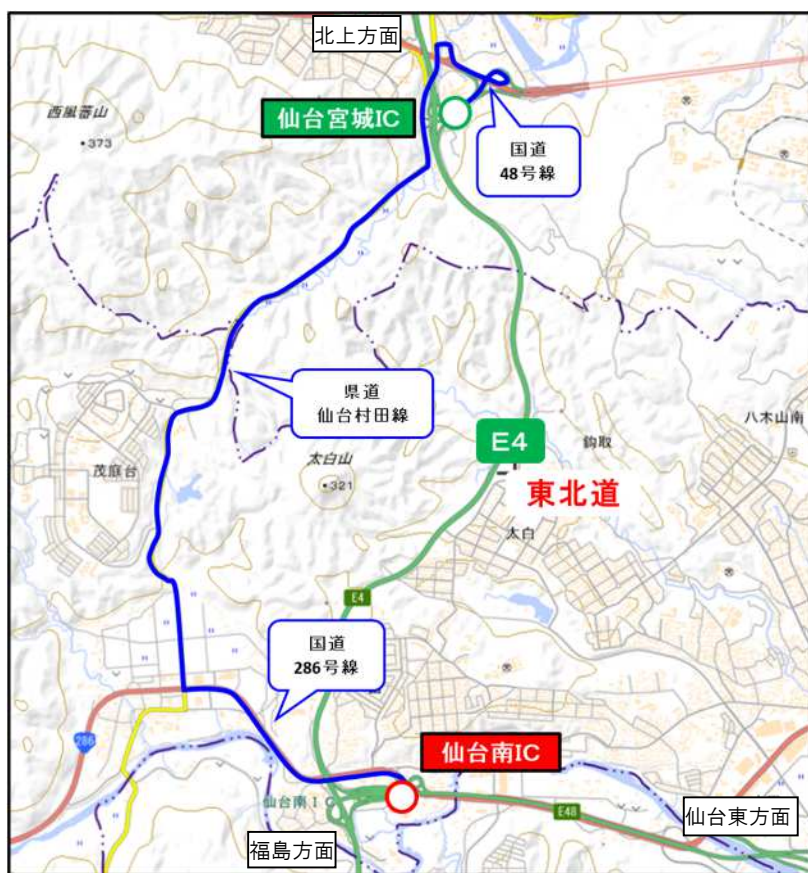 北上方面
西風蕃山
・373
仙台宮城IC
国道
48号線
県道
仙台村田線
E4
東北道
八木山南
鈎取
茂庭台
太白山
・321
太白
E4
国道
286号線
286
仙台南IC
仙台南IC
E48
仙台東方面
福島方面